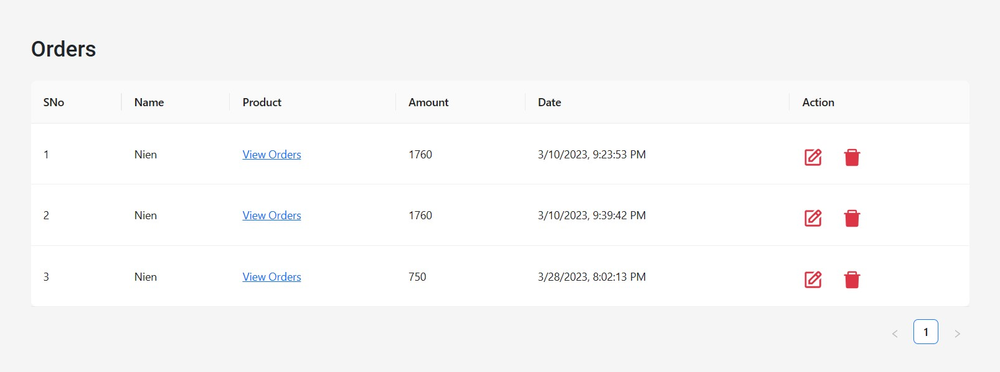 Orders
SNo Name Product Amount Date Action
1 Nien View Orders 1760 3/10/2023, 9:23:53 PM
2 Nien View Orders 1760 3/10/2023, 9:39:42 PM
3 Nien View Orders 750 3/28/2023, 8:02:13 PM
< 1 >